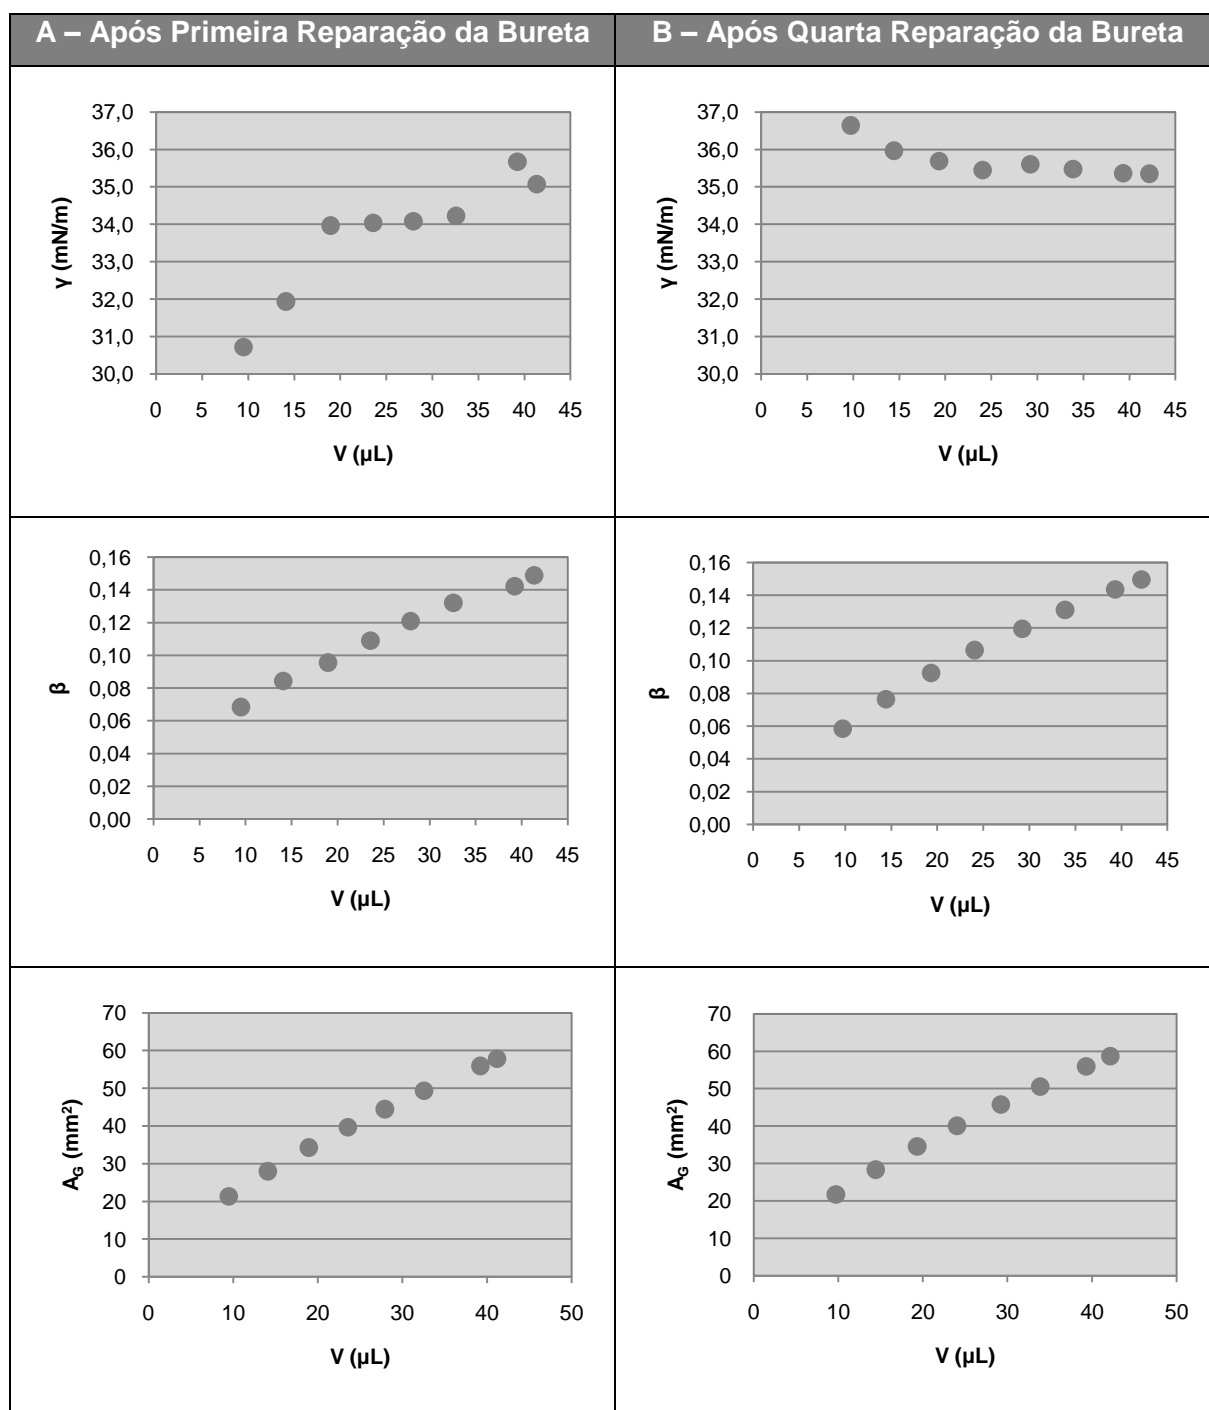 A – Após Primeira Reparação da Bureta
B – Após Quarta Reparação da Bureta
37,0
36,0
35,0
34,0
33,0
32,0
31,0
30,0
γ (mN/m)
0 5 10 15 20 25 30 35 40 45
V (µL)
37,0
36,0
35,0
34,0
33,0
32,0
31,0
30,0
γ (mN/m)
0 5 10 15 20 25 30 35 40 45
V (µL)
0,16
0,14
0,12
0,10
0,08
0,06
0,04
0,02
0,00
β
0 5 10 15 20 25 30 35 40 45
V (µL)
0,16
0,14
0,12
0,10
0,08
0,06
0,04
0,02
0,00
β
0 5 10 15 20 25 30 35 40 45
V (µL)
70
60
50
40
30
20
10
0
A_G (mm²)
0 10 20 30 40 50
V (µL)
70
60
50
40
30
20
10
0
A_G (mm²)
0 10 20 30 40 50
V (µL)